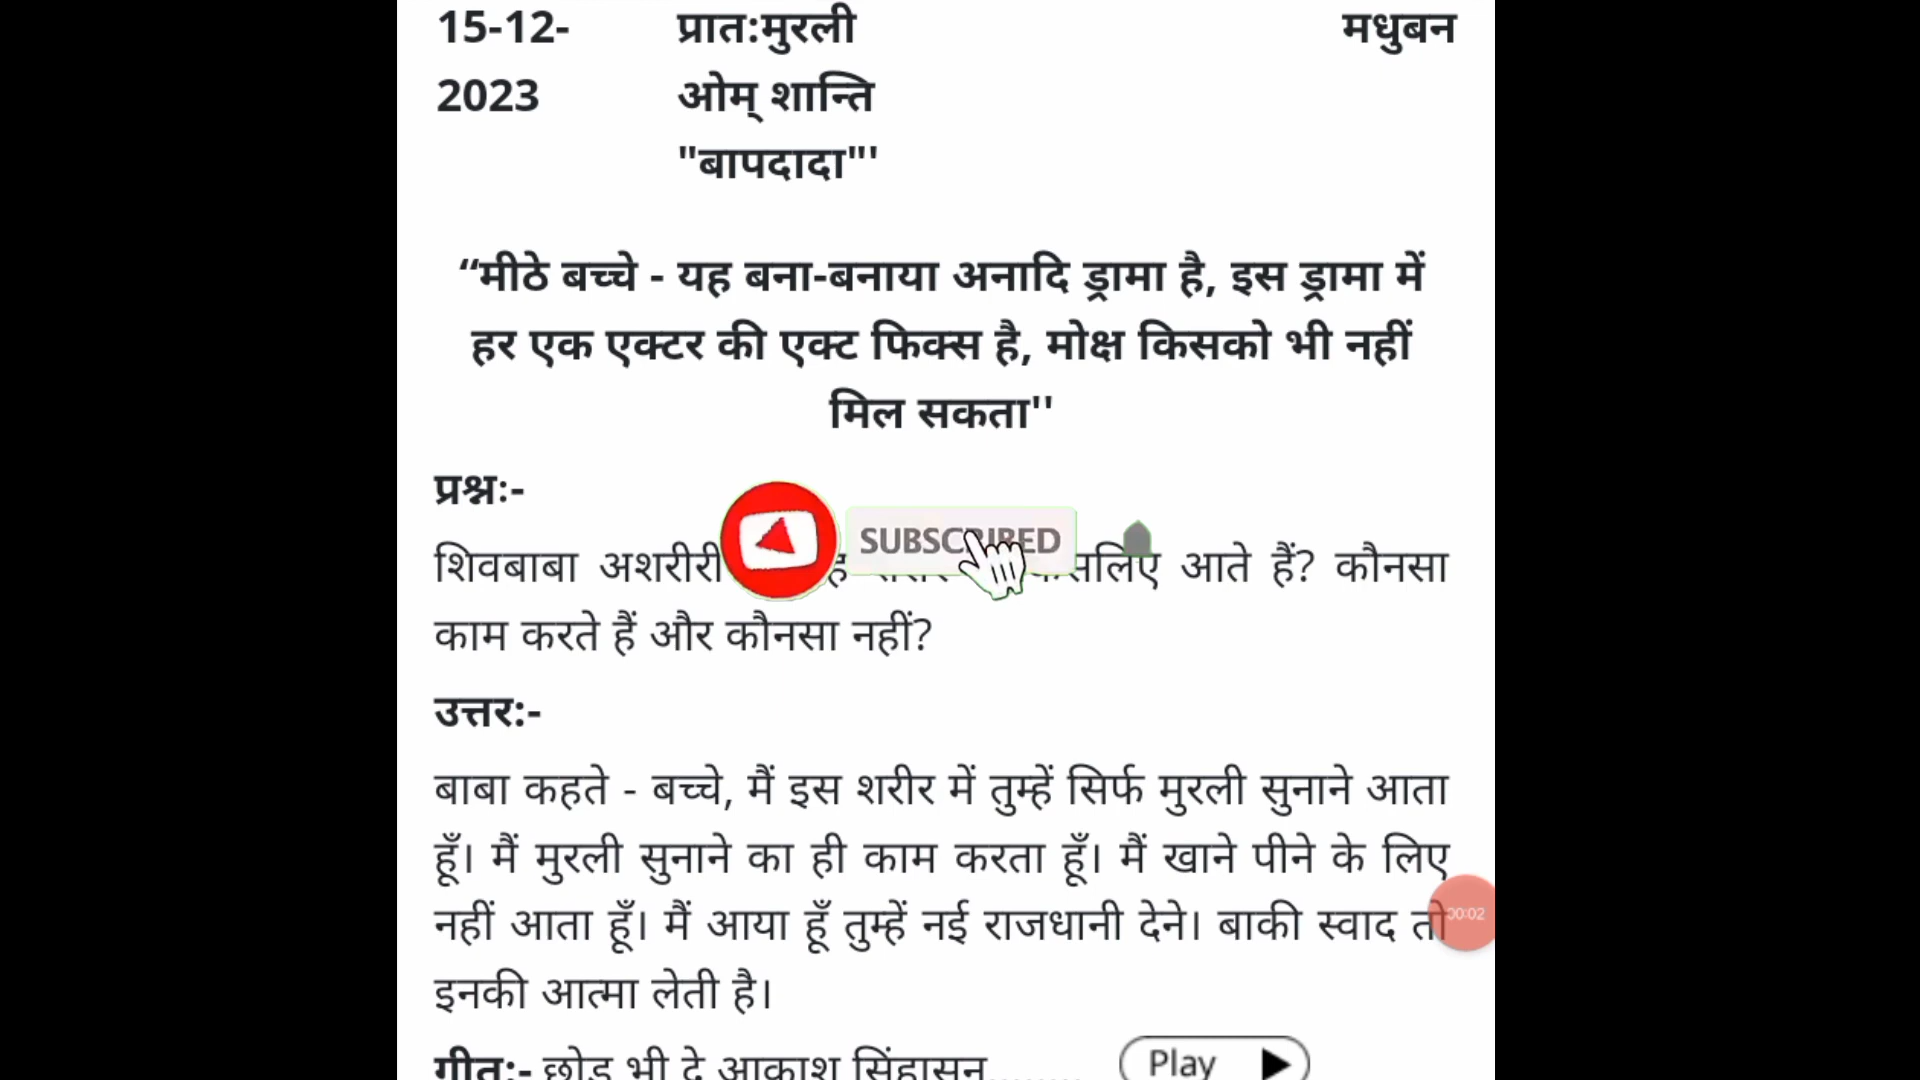 15-12- प्रात:मुरली मधुबन
2023 ओम् शान्ति
"बापदादा"'
“मीठे बच्चे - यह बना-बनाया अनादि ड्रामा है, इस ड्रामा में
हर एक एक्टर की एक्ट फिक्स है, मोक्ष किसको भी नहीं
मिल सकता''
प्रश्नः-
शिवबाबा अशरीरी आते हैं? कौनसा
SUBSCRIBED
काम करते हैं और कौनसा नहीं?
उत्तर:-
बाबा कहते - बच्चे, मैं इस शरीर में तुम्हें सिर्फ मुरली सुनाने आता
हूँ। मैं मुरली सुनाने का ही काम करता हूँ। मैं खाने पीने के लिए
नहीं आता हूँ। मैं आया हूँ तुम्हें नई राजधानी देने। बाकी स्वाद तो
00:02
इनकी आत्मा लेती है।
गीत:- छोड़ भी दे आकाश सिंहासन........ Play